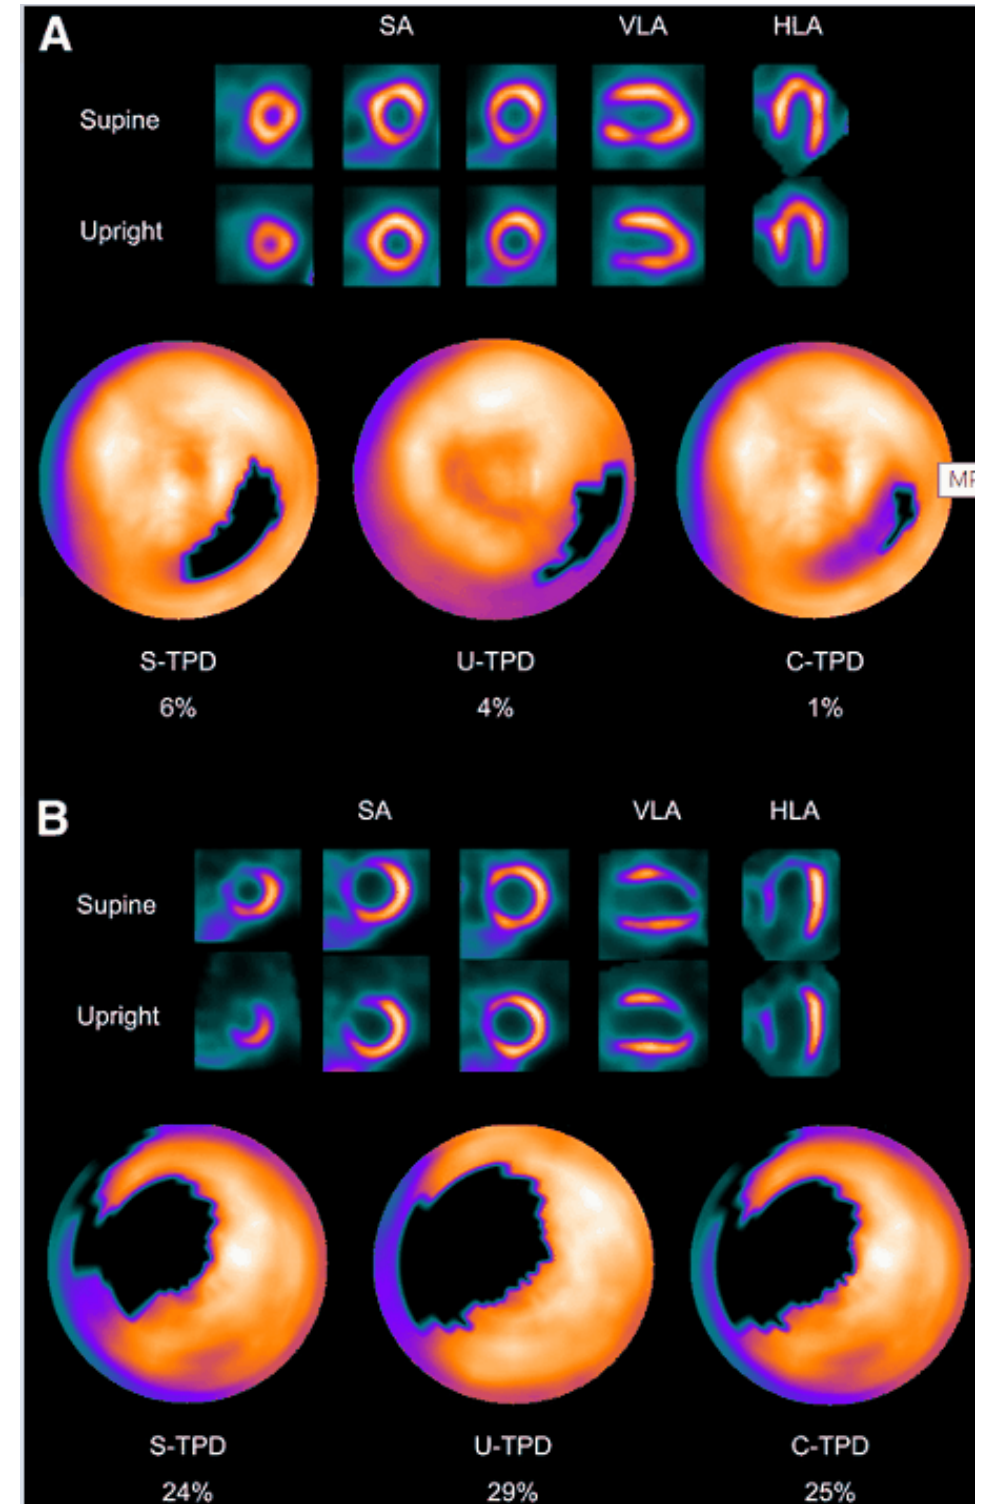 A
SA VLA HLA
Supine
Upright
MF
S-TPD U-TPD C-TPD
6% 4% 1%
B
SA VLA HLA
Supine
Upright
S-TPD U-TPD C-TPD
24% 29% 25%